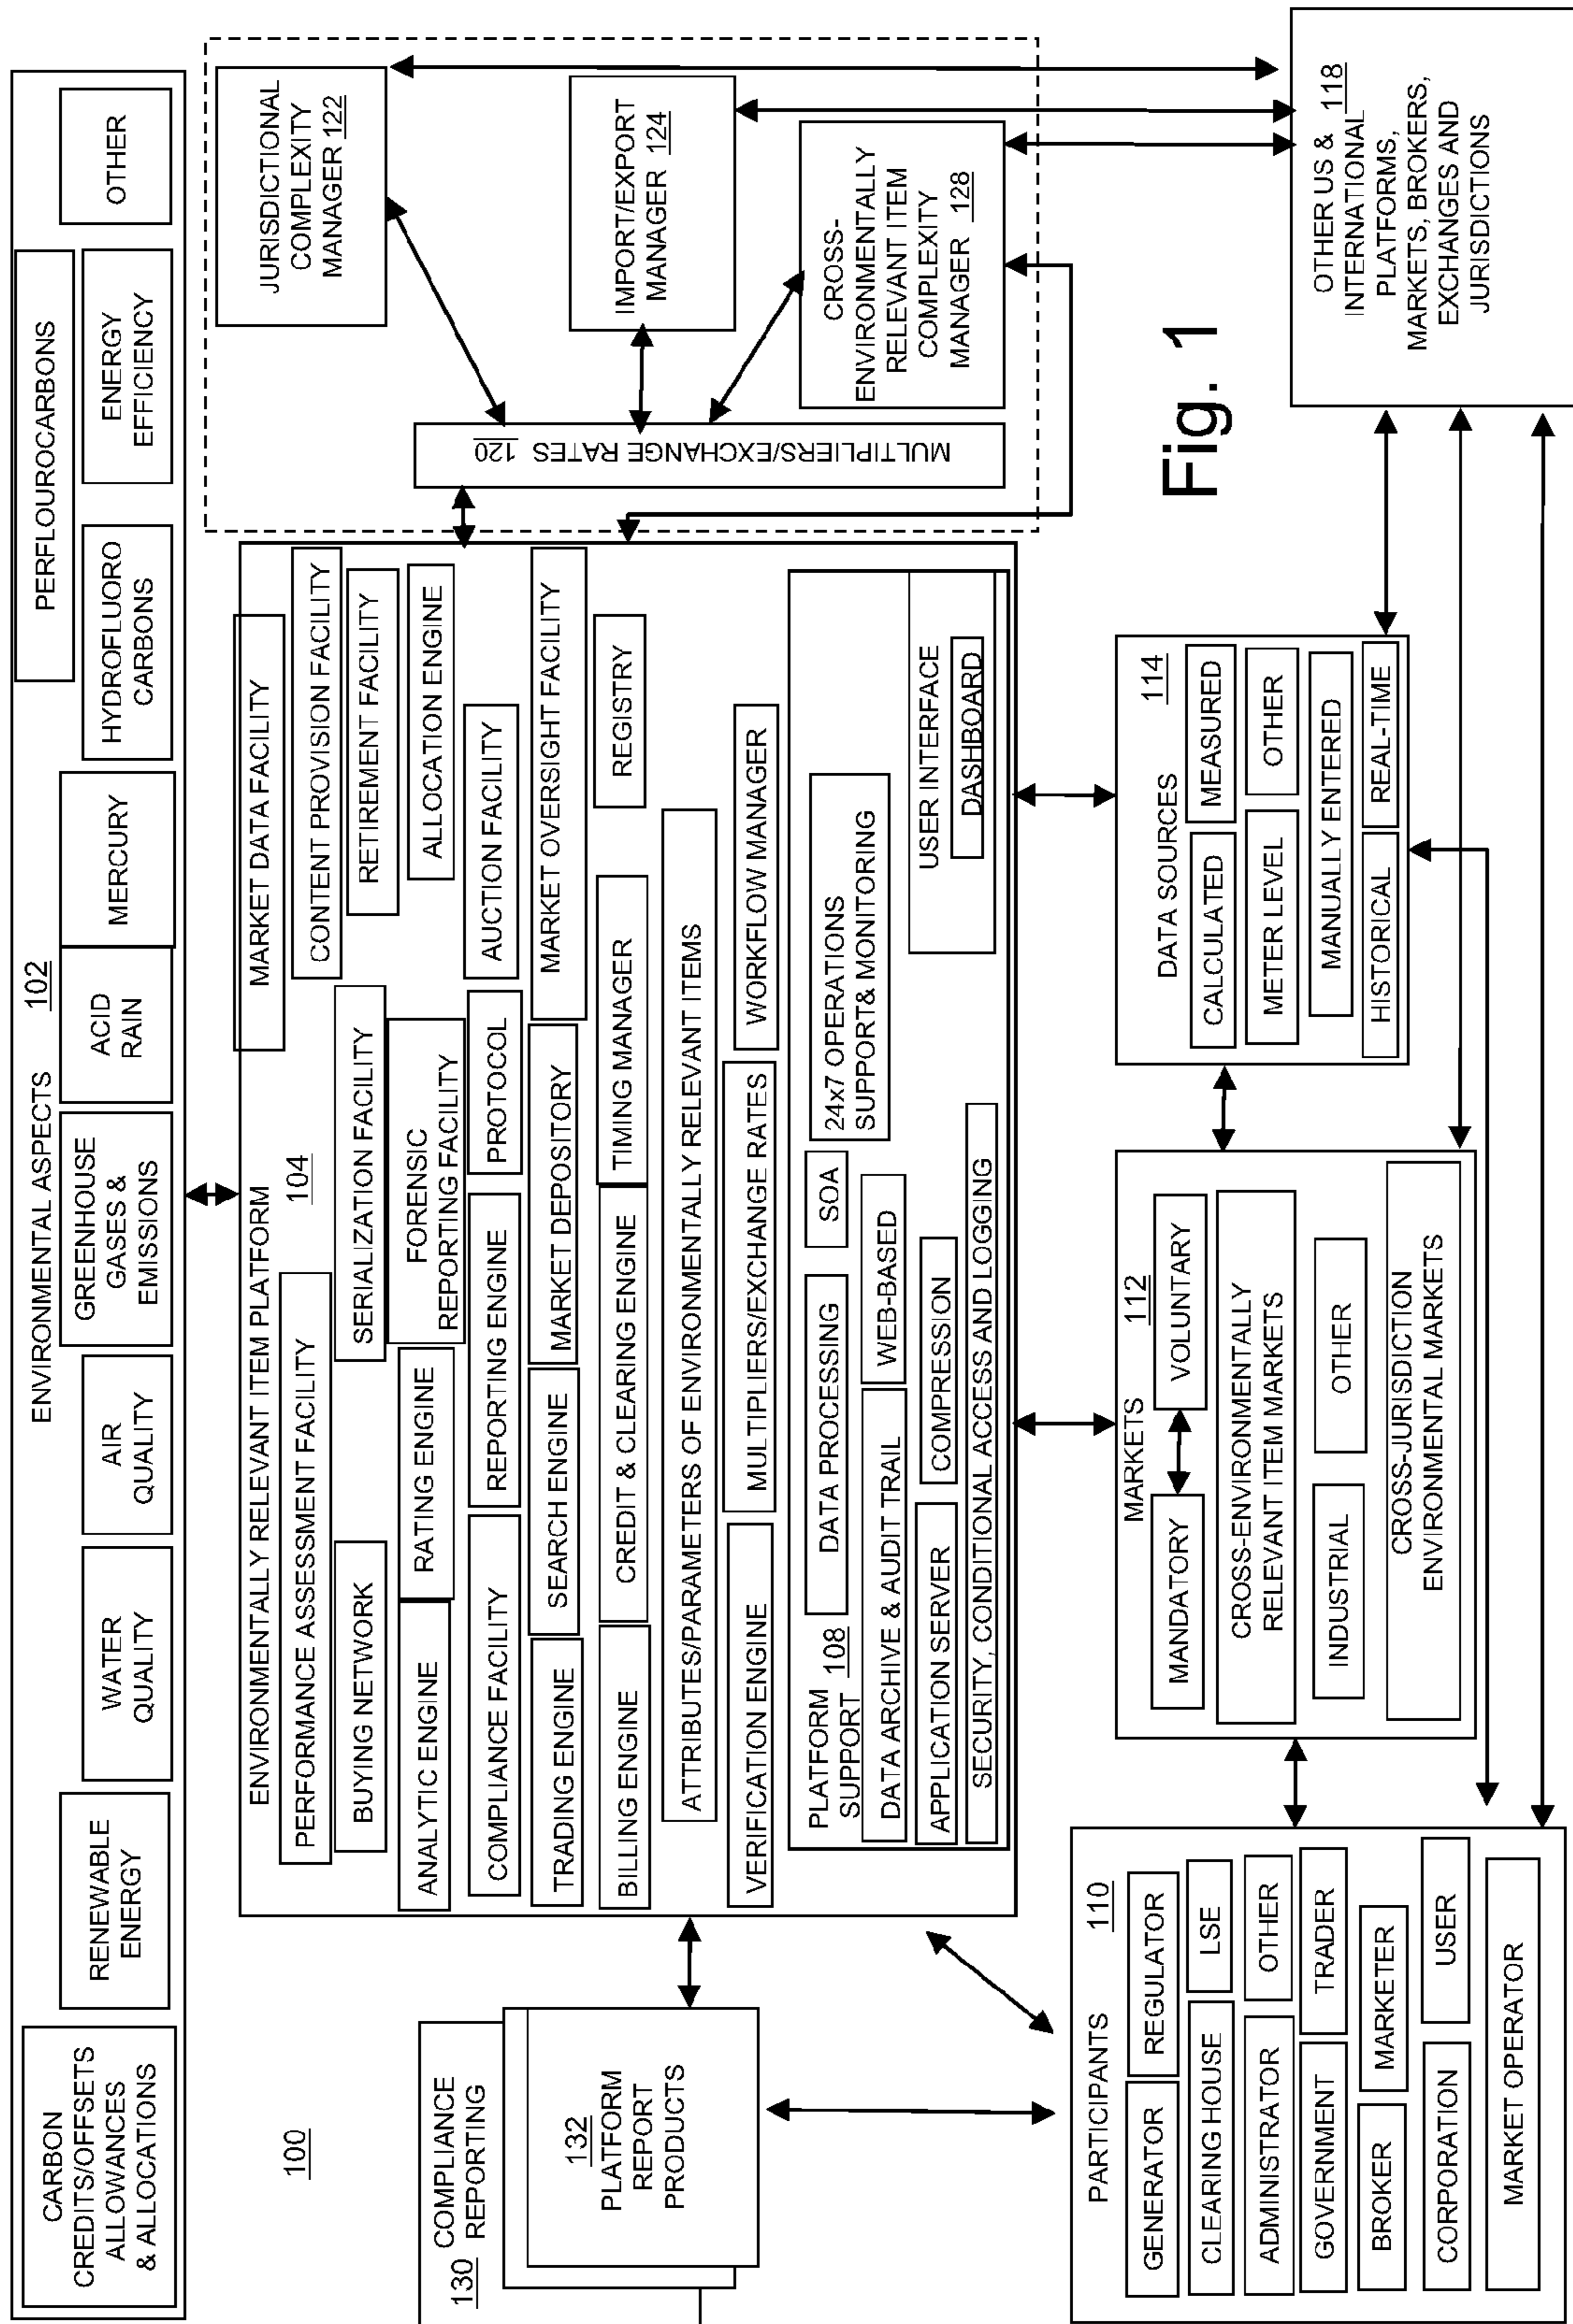 ENVIRONMENTAL ASPECTS 102
CARBON
CREDITS/OFFSETS
ALLOWANCES
& ALLOCATIONS
RENEWABLE
ENERGY
WATER
QUALITY
AIR
QUALITY
GREENHOUSE
GASES &
EMISSIONS
ACID
RAIN
MERCURY
HYDROFLUORO
CARBONS
PERFLOUROCARBONS
ENERGY
EFFICIENCY
OTHER
100
ENVIRONMENTALLY RELEVANT ITEM PLATFORM
104
MARKET DATA FACILITY
PERFORMANCE ASSESSMENT FACILITY
CONTENT PROVISION FACILITY
BUYING NETWORK
SERIALIZATION FACILITY
RETIREMENT FACILITY
ANALYTIC ENGINE
RATING ENGINE
FORENSIC
REPORTING FACILITY
ALLOCATION ENGINE
COMPLIANCE FACILITY
REPORTING ENGINE
PROTOCOL
AUCTION FACILITY
TRADING ENGINE
SEARCH ENGINE
MARKET DEPOSITORY
MARKET OVERSIGHT FACILITY
BILLING ENGINE
CREDIT & CLEARING ENGINE
TIMING MANAGER
REGISTRY
ATTRIBUTES/PARAMETERS OF ENVIRONMENTALLY RELEVANT ITEMS
VERIFICATION ENGINE
MULTIPLIERS/EXCHANGE RATES
WORKFLOW MANAGER
PLATFORM
SUPPORT 108
DATA PROCESSING
SOA
24x7 OPERATIONS
SUPPORT& MONITORING
DATA ARCHIVE & AUDIT TRAIL
WEB-BASED
APPLICATION SERVER
COMPRESSION
SECURITY, CONDITIONAL ACCESS AND LOGGING
USER INTERFACE
DASHBOARD
MULTIPLIERS/EXCHANGE RATES 120
JURISDICTIONAL
COMPLEXITY
MANAGER 122
IMPORT/EXPORT
MANAGER 124
CROSS-
ENVIRONMENTALLY
RELEVANT ITEM
COMPLEXITY
MANAGER 128
COMPLIANCE
REPORTING
130
132
PLATFORM
REPORT
PRODUCTS
PARTICIPANTS 110
GENERATOR
REGULATOR
CLEARING HOUSE
LSE
ADMINISTRATOR
OTHER
GOVERNMENT
TRADER
BROKER
MARKETER
CORPORATION
USER
MARKET OPERATOR
MARKETS 112
MANDATORY
VOLUNTARY
CROSS-ENVIRONMENTALLY
RELEVANT ITEM MARKETS
INDUSTRIAL
OTHER
CROSS-JURISDICTION
ENVIRONMENTAL MARKETS
DATA SOURCES 114
CALCULATED
MEASURED
METER LEVEL
OTHER
MANUALLY ENTERED
HISTORICAL
REAL-TIME
OTHER US & 118
INTERNATIONAL
PLATFORMS,
MARKETS, BROKERS,
EXCHANGES AND
JURISDICTIONS
Fig. 1